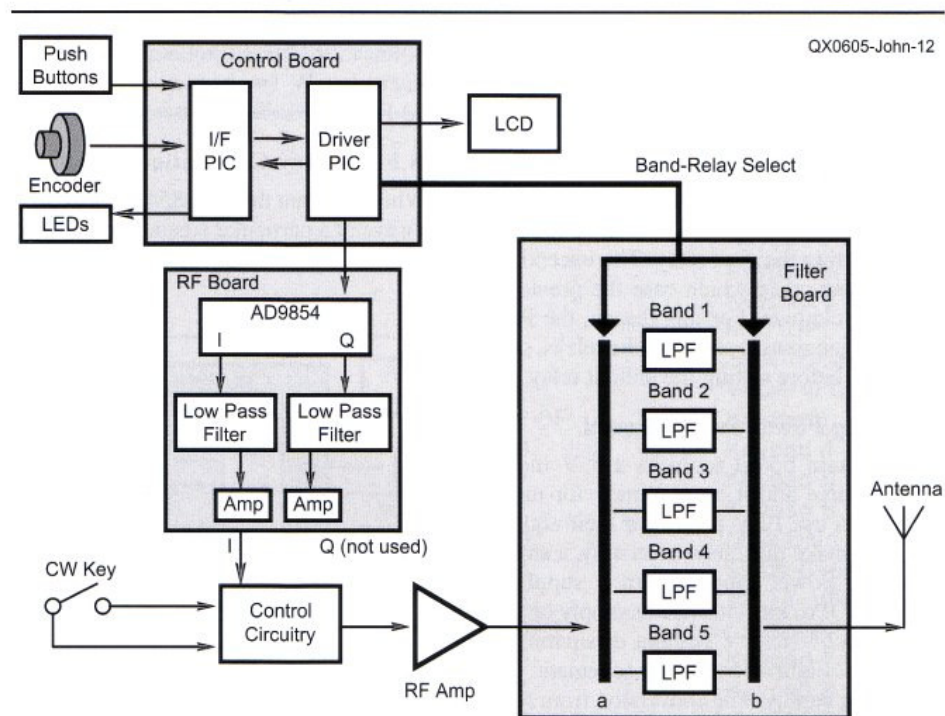 QX0605-John-12
Push
Buttons
Control Board
I/F
PIC
Driver
PIC
LCD
Encoder
LEDs
Band-Relay Select
RF Board
AD9854
I
Q
Low Pass
Filter
Low Pass
Filter
Amp
Amp
I
Q (not used)
Filter
Board
Band 1
LPF
Band 2
LPF
Band 3
LPF
Band 4
LPF
Band 5
LPF
a
b
Antenna
CW Key
Control
Circuitry
RF Amp